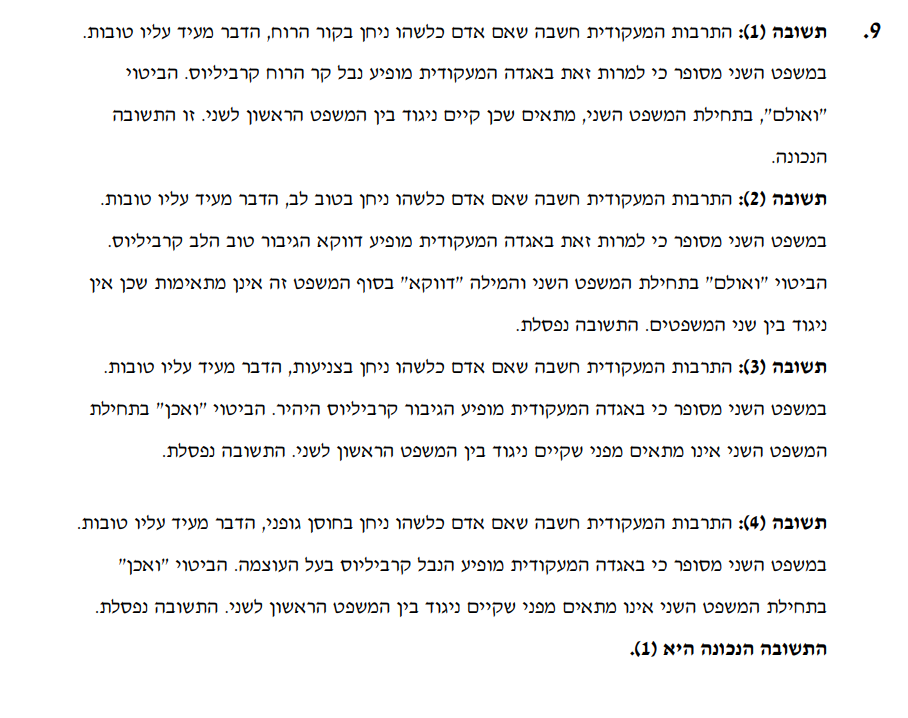 9. תשובה (1): התרבות המעקודית חשבה שאם אדם כלשהו ניחן בקור הרוח, הדבר מעיד עליו טובות.
במשפט השני מסופר כי למרות זאת באגדה המעקודית מופיע נבל קר הרוח קרביליוס. הביטוי
"ואולם", בתחילת המשפט השני, מתאים שכן קיים ניגוד בין המשפט הראשון לשני. זו התשובה
הנכונה.
תשובה (2): התרבות המעקודית חשבה שאם אדם כלשהו ניחן בטוב לב, הדבר מעיד עליו טובות.
במשפט השני מסופר כי למרות זאת באגדה המעקודית מופיע דווקא הגיבור טוב הלב קרביליוס.
הביטוי "ואולם" בתחילת המשפט השני והמילה "דווקא" בסוף המשפט זה אינן מתאימות שכן אין
ניגוד בין שני המשפטים. התשובה נפסלת.
תשובה (3): התרבות המעקודית חשבה שאם אדם כלשהו ניחן בצניעות, הדבר מעיד עליו טובות.
במשפט השני מסופר כי באגדה המעקודית מופיע הגיבור קרביליוס היהיר. הביטוי "ואכן" בתחילת
המשפט השני אינו מתאים מפני שקיים ניגוד בין המשפט הראשון לשני. התשובה נפסלת.
תשובה (4): התרבות המעקודית חשבה שאם אדם כלשהו ניחן בחוסן גופני, הדבר מעיד עליו טובות.
במשפט השני מסופר כי באגדה המעקודית מופיע הנבל קרביליוס בעל העוצמה. הביטוי "ואכן"
בתחילת המשפט השני אינו מתאים מפני שקיים ניגוד בין המשפט הראשון לשני. התשובה נפסלת.
התשובה הנכונה היא (1).